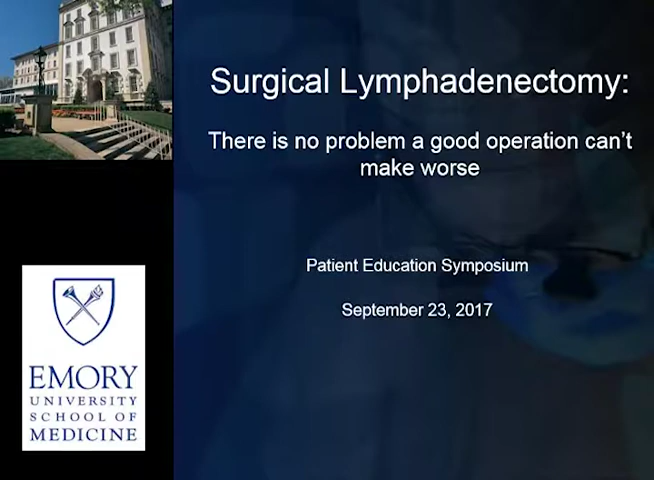 Surgical Lymphadenectomy:
There is no problem a good operation can't
make worse
Patient Education Symposium
September 23, 2017
EMORY
UNIVERSITY
SCHOOL OF
MEDICINE